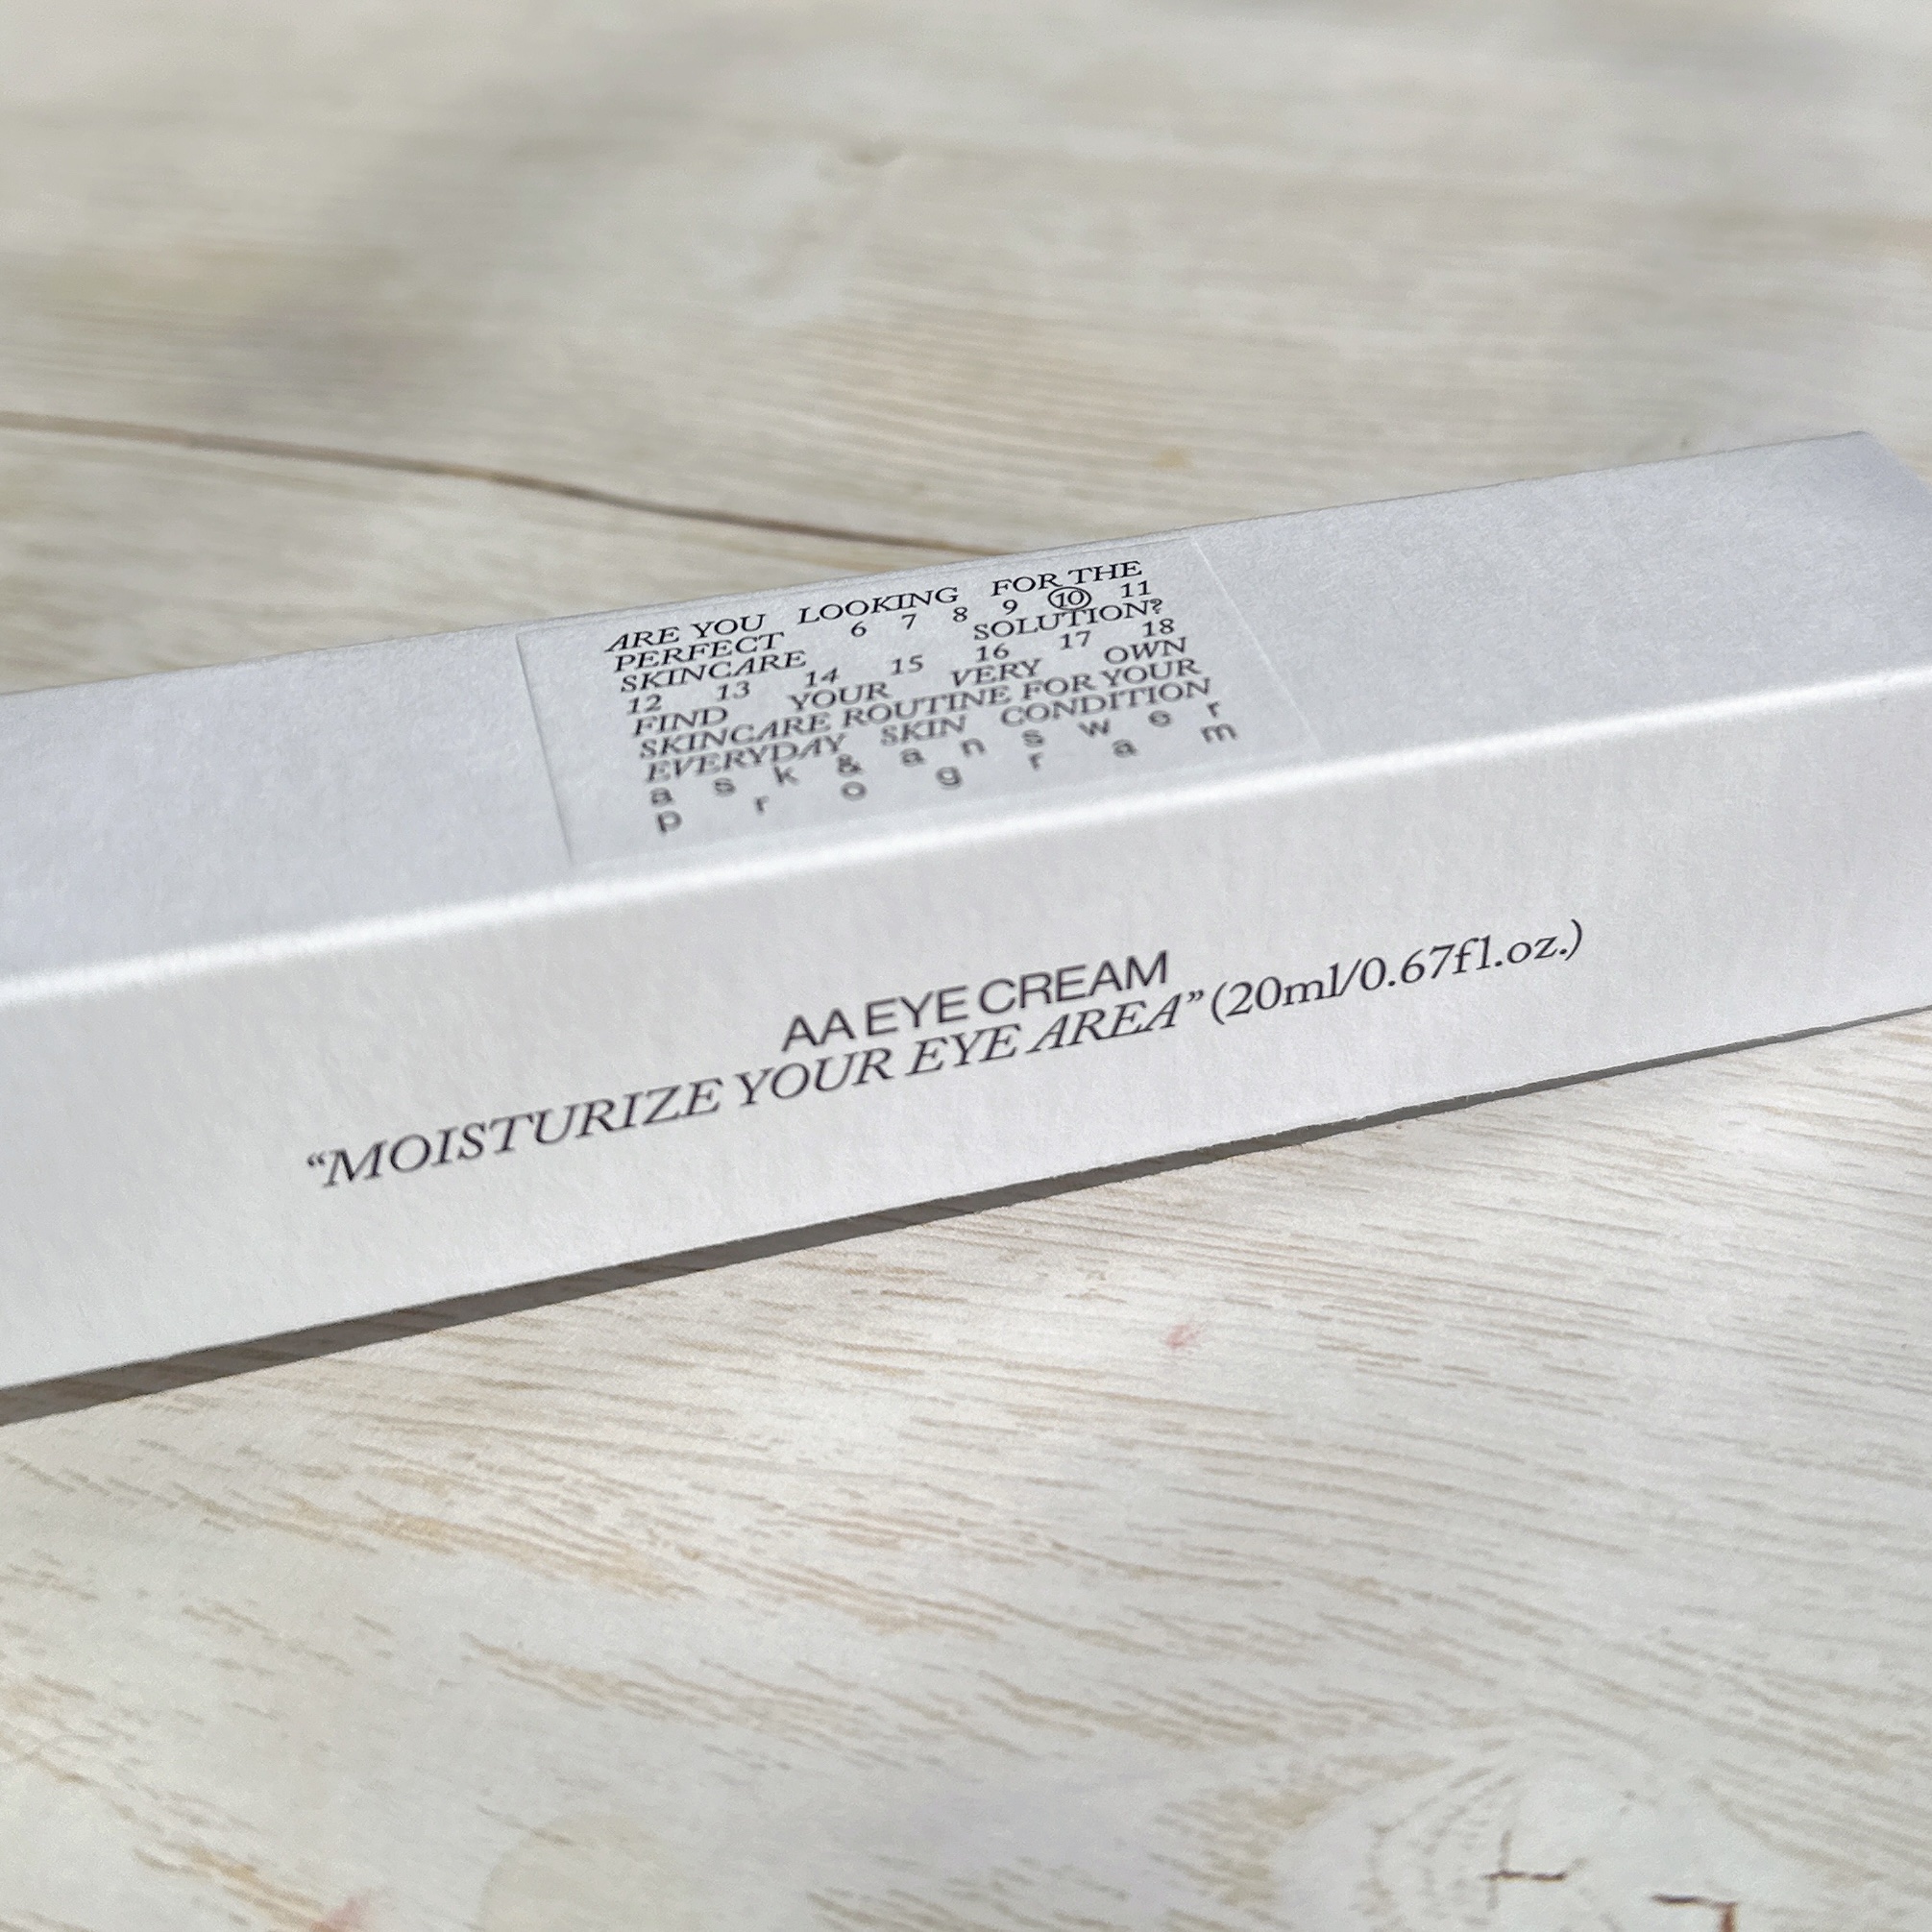 ARE YOU LOOKING FOR THE
PERFECT 6 7 8 9 10 11
SKINCARE SOLUTION?
12 13 14 15 16 17 18
FIND YOUR VERY OWN
SKINCARE ROUTINE FOR YOUR
EVERYDAY SKIN CONDITION
a s k & a n s w e r
p r o g r a m
AA EYE CREAM
“MOISTURIZE YOUR EYE AREA” (20ml/0.67fl.oz.)